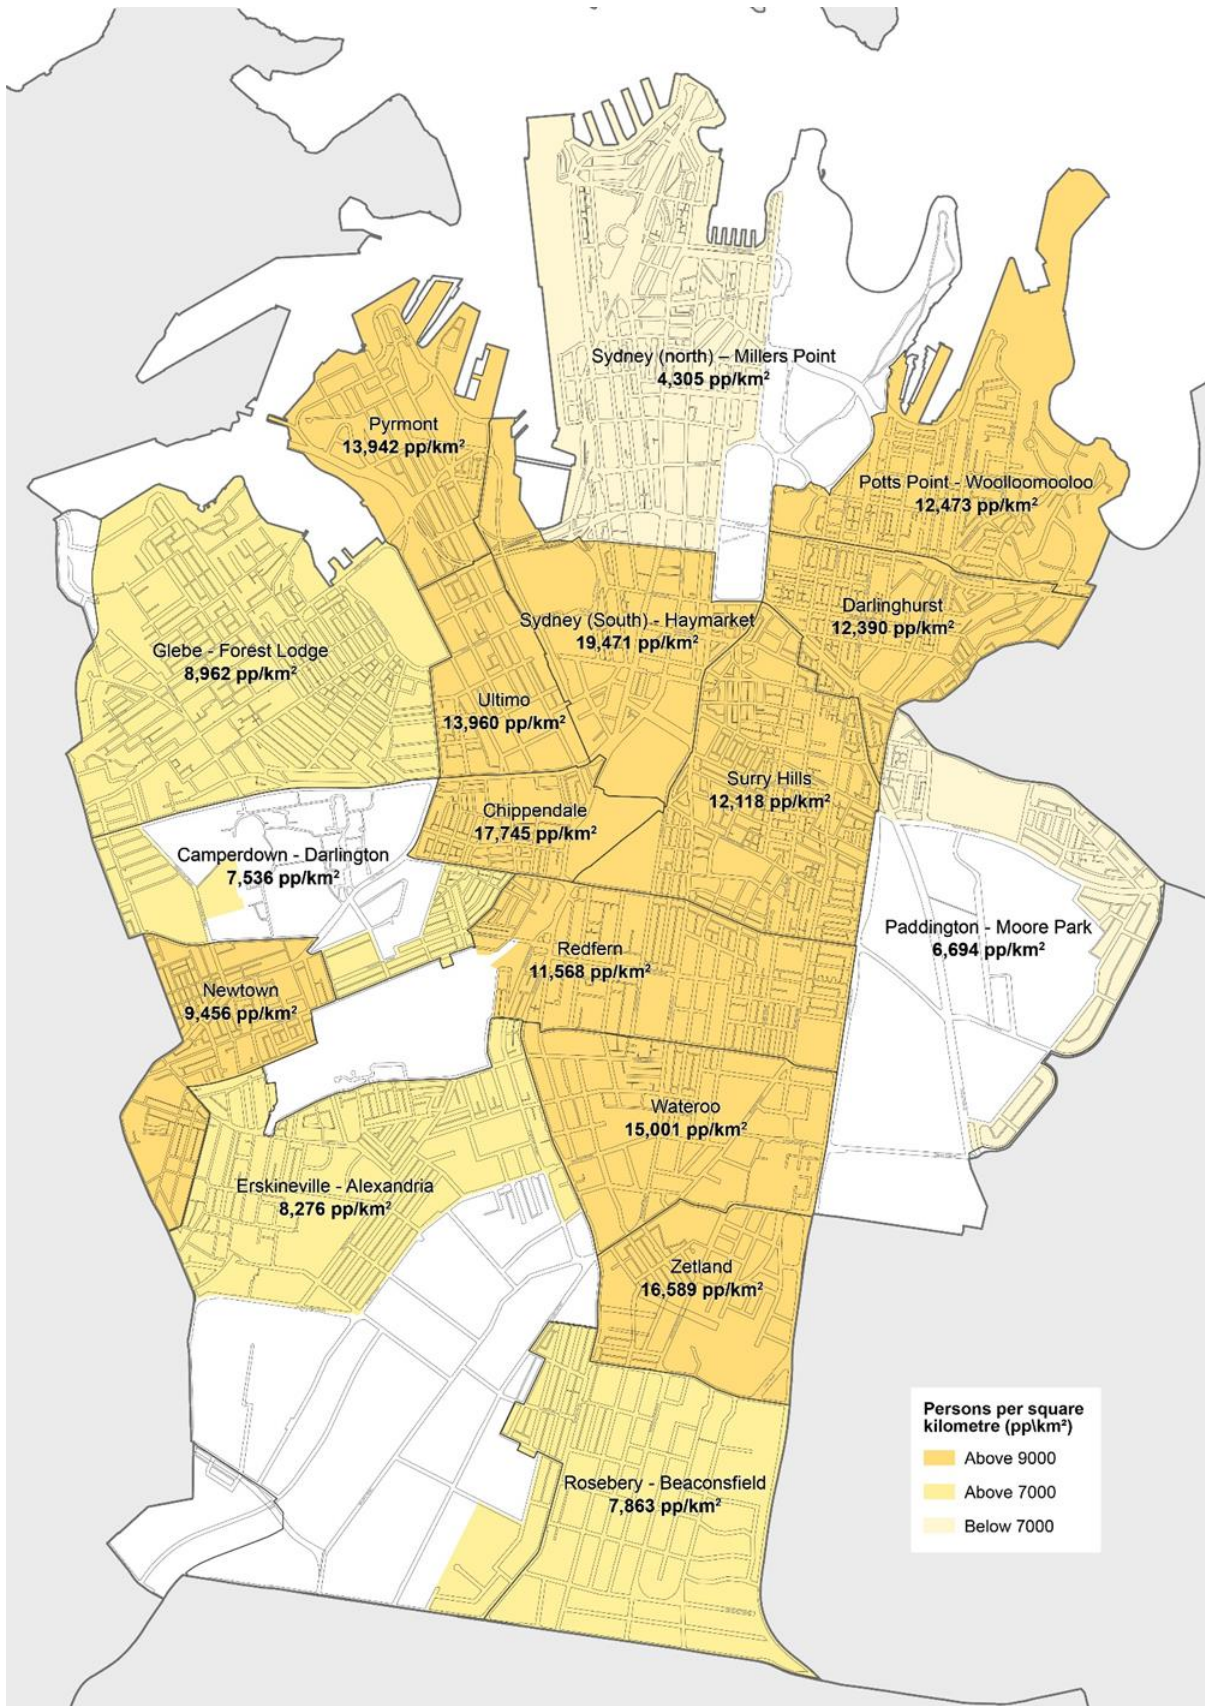 Sydney (north) – Millers Point
4,305 pp/km²
Pyrmont
13,942 pp/km²
Potts Point - Woolloomooloo
12,473 pp/km²
Darlinghurst
12,390 pp/km²
Sydney (South) - Haymarket
19,471 pp/km²
Glebe - Forest Lodge
8,962 pp/km²
Ultimo
13,960 pp/km²
Surry Hills
12,118 pp/km²
Chippendale
17,745 pp/km²
Camperdown - Darlington
7,536 pp/km²
Paddington - Moore Park
6,694 pp/km²
Redfern
11,568 pp/km²
Newtown
9,456 pp/km²
Wateroo
15,001 pp/km²
Erskineville - Alexandria
8,276 pp/km²
Zetland
16,589 pp/km²
Rosebery - Beaconsfield
7,863 pp/km²
Persons per square
kilometre (pp\km²)
Above 9000
Above 7000
Below 7000